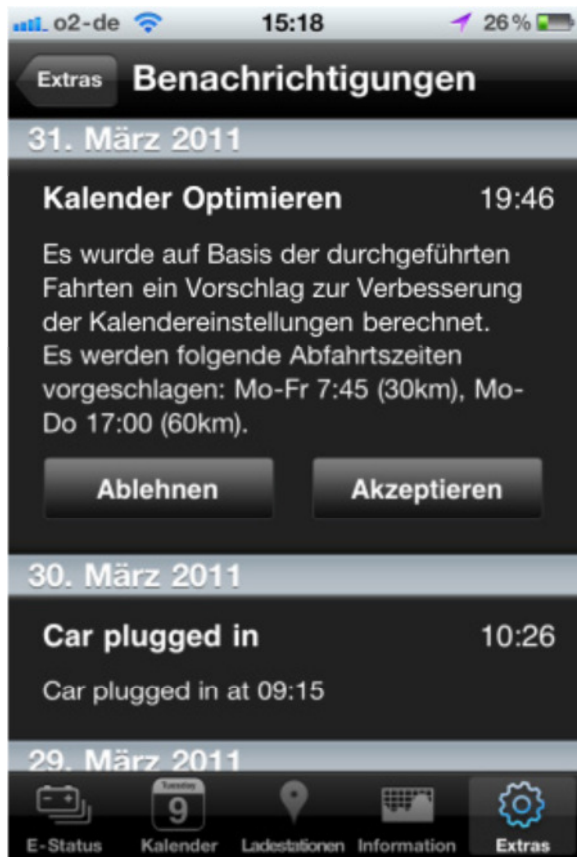 o2-de 15:18 26%
Extras Benachrichtigungen
31. März 2011
Kalender Optimieren 19:46
Es wurde auf Basis der durchgeführten
Fahrten ein Vorschlag zur Verbesserung
der Kalendereinstellungen berechnet.
Es werden folgende Abfahrtszeiten
vorgeschlagen: Mo-Fr 7:45 (30km), Mo-
Do 17:00 (60km).
Ablehnen Akzeptieren
30. März 2011
Car plugged in 10:26
Car plugged in at 09:15
29. März 2011
Tuesday
9
E-Status Kalender Ladestationen Information Extras